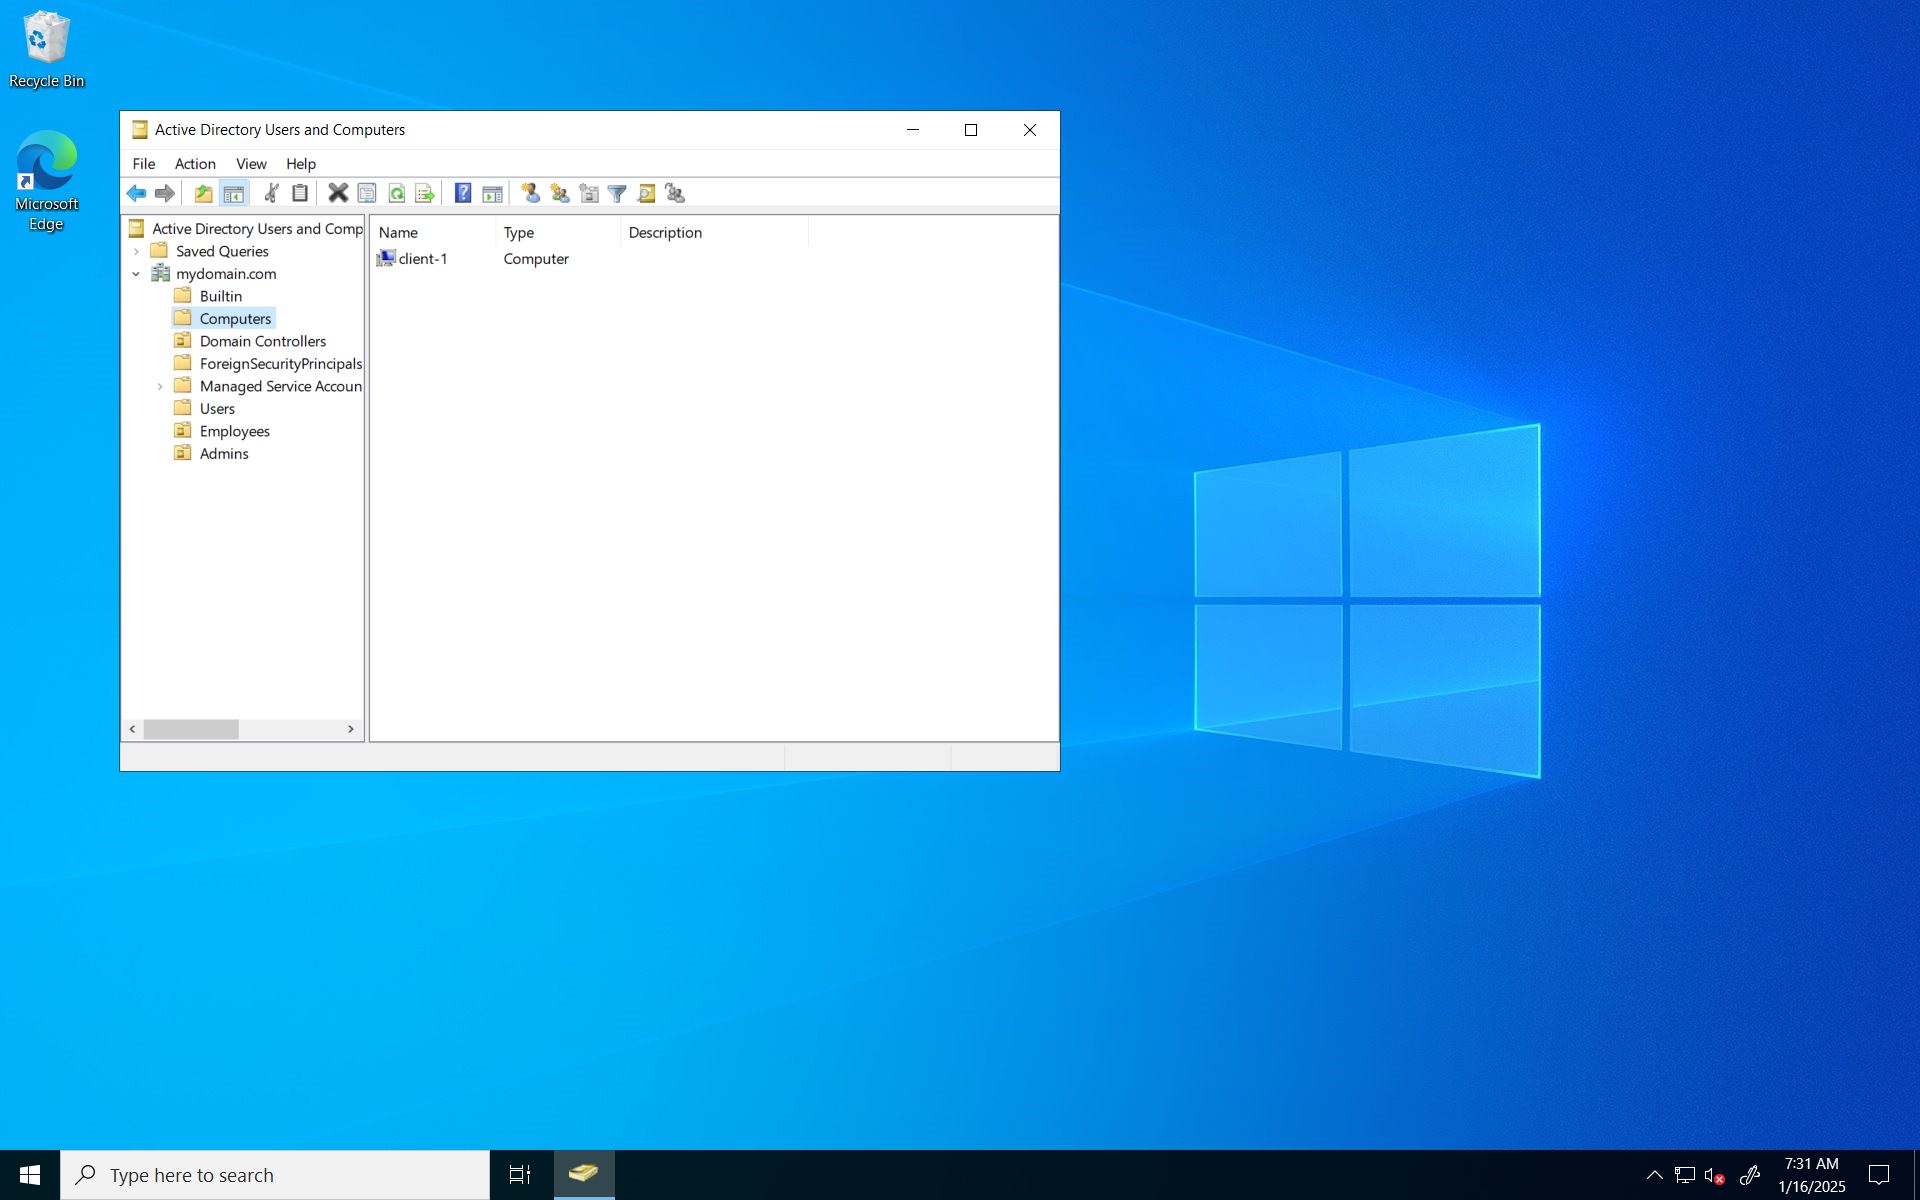 Recycle Bin
Microsoft
Edge
Active Directory Users and Computers
File Action View Help
Active Directory Users and Comp
Saved Queries
mydomain.com
Builtin
Computers
Domain Controllers
ForeignSecurityPrincipals
Managed Service Accoun
Users
Employees
Admins
Name Type Description
client-1 Computer
Type here to search
7:31 AM
1/16/2025